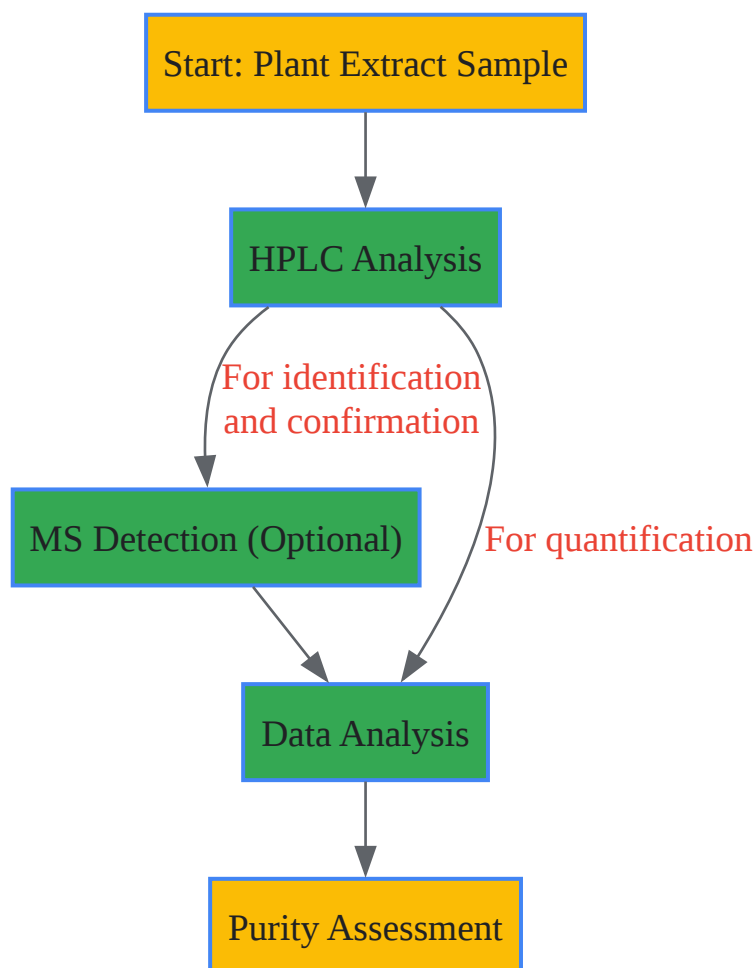 Start: Plant Extract Sample
HPLC Analysis
For identification
and confirmation
MS Detection (Optional)
For quantification
Data Analysis
Purity Assessment